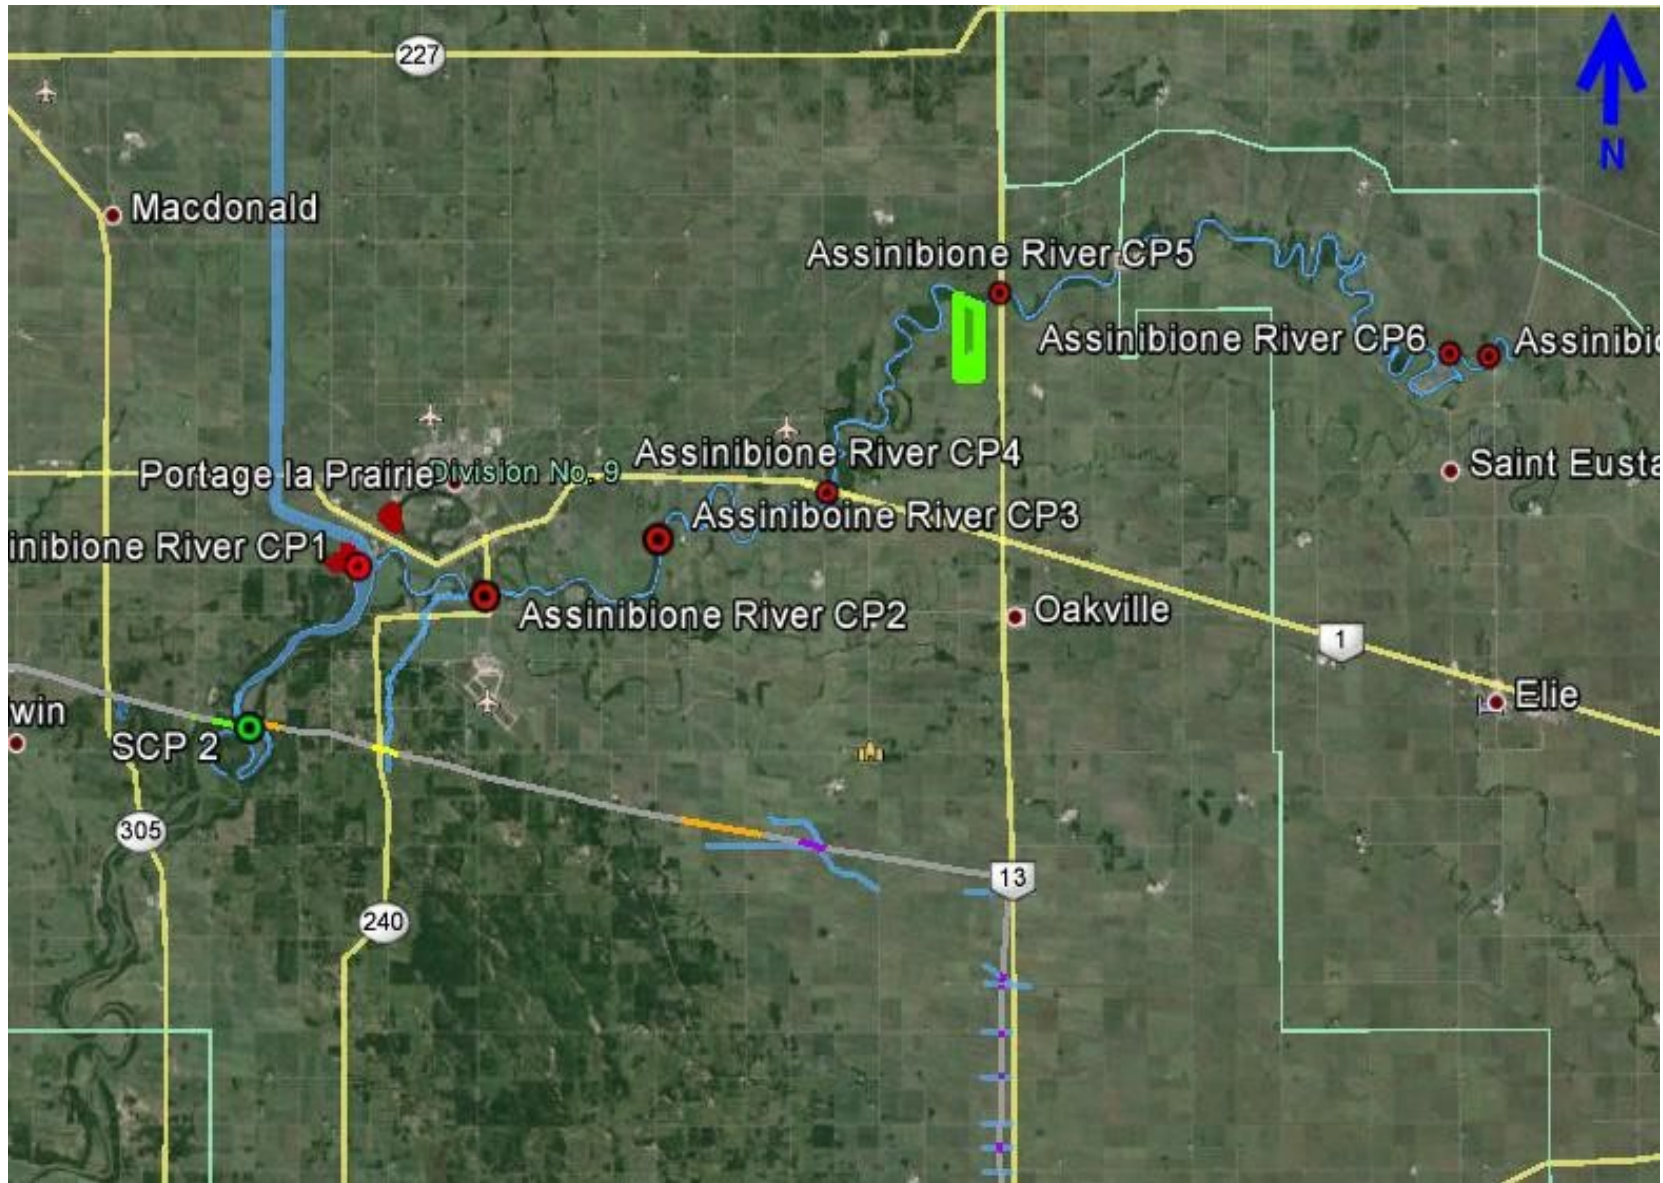 227
N
Macdonald
Assinibione River CP5
Assinibione River CP6
Assinibio
Assinibione River CP4
Portage la Prairie
Division No. 9
Saint Eusta
Assiniboine River CP3
inibione River CP1
Assinibione River CP2
Oakville
1
Elie
win
SCP 2
305
13
240